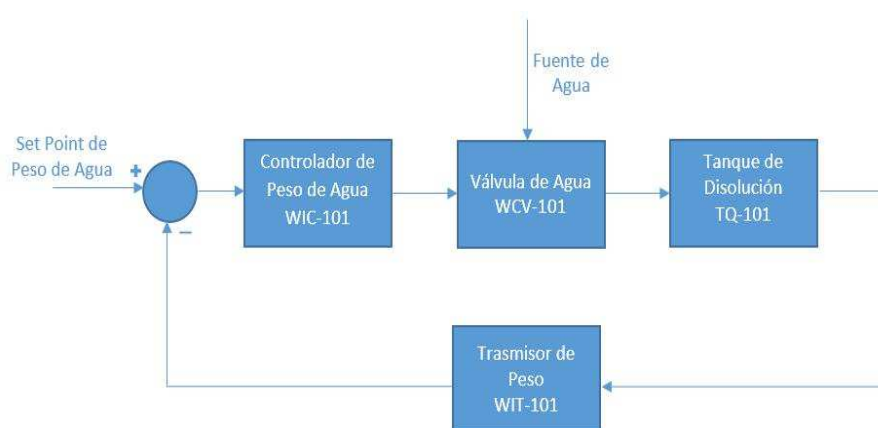 Fuente de
Agua
Set Point de
Peso de Agua
+
−
Controlador de
Peso de Agua
WIC-101
Válvula de Agua
WCV-101
Tanque de
Disolución
TQ-101
Trasmisor de
Peso
WIT-101